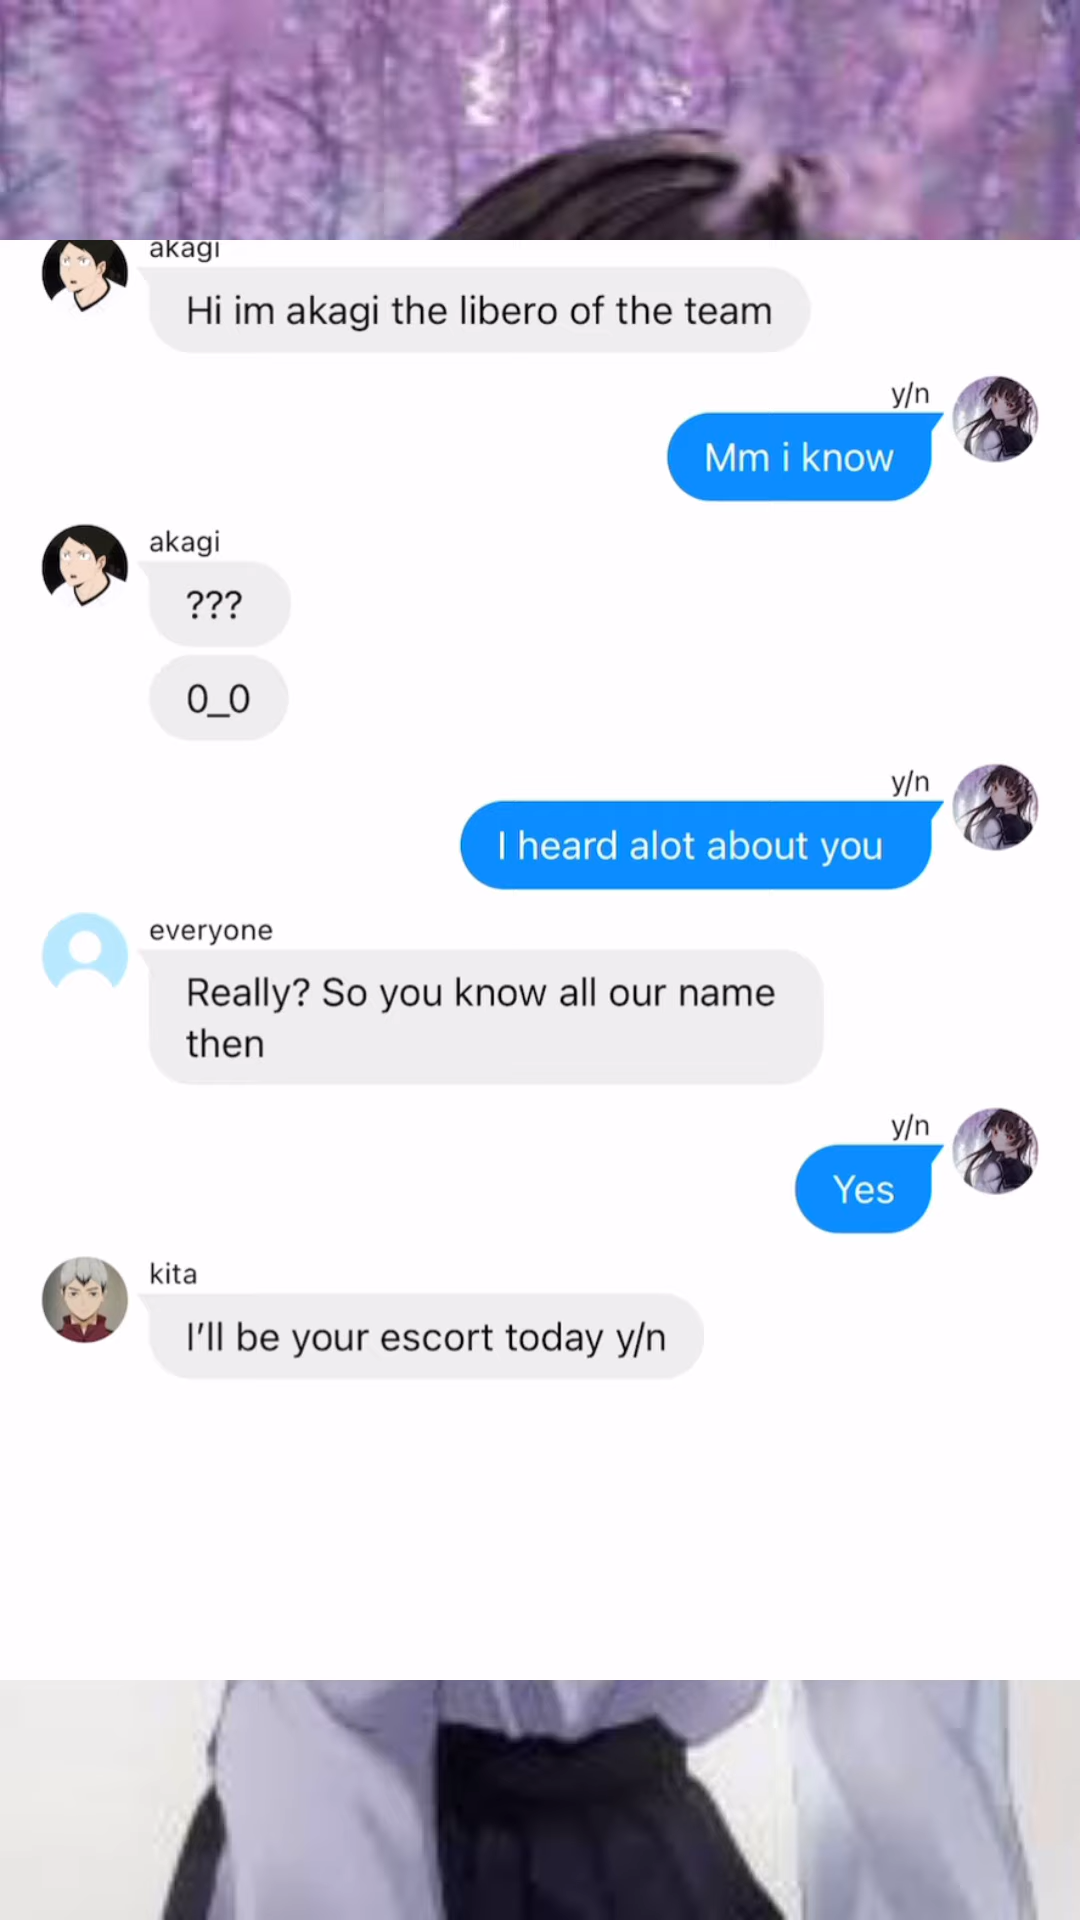 akagi
Hi im akagi the libero of the team
y/n
Mm i know
akagi
???
0_0
y/n
I heard alot about you
everyone
Really? So you know all our name
then
y/n
Yes
kita
I’ll be your escort today y/n